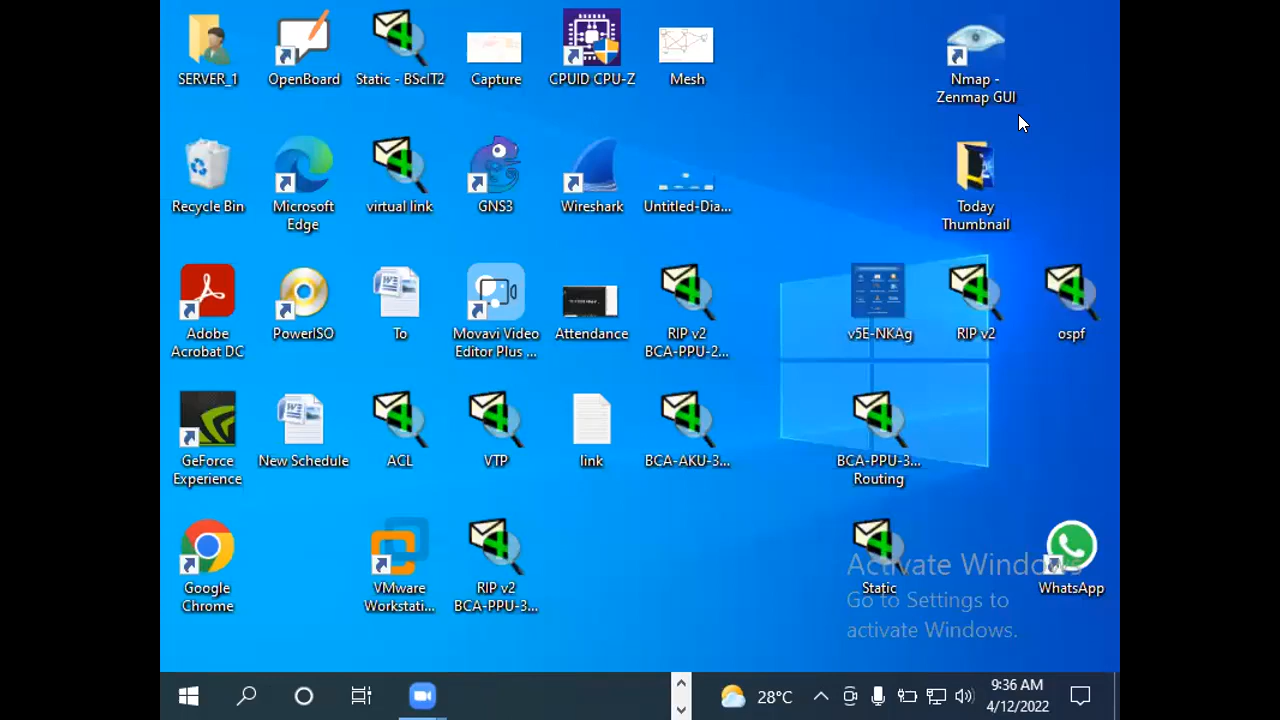 SERVER_1
OpenBoard
Static - BScIT2
Capture
CPUID CPU-Z
Mesh
Nmap -
Zenmap GUI
Recycle Bin
Microsoft
Edge
virtual link
GNS3
Wireshark
Untitled-Dia...
Today
Thumbnail
Adobe
Acrobat DC
PowerISO
To
Movavi Video
Editor Plus ...
Attendance
RIP v2
BCA-PPU-2...
v5E-NKAg
RIP v2
ospf
GeForce
Experience
New Schedule
ACL
VTP
link
BCA-AKU-3...
BCA-PPU-3...
Routing
Google
Chrome
VMware
Workstati...
RIP v2
BCA-PPU-3...
Static
WhatsApp
Activate Windows
Go to Settings to
activate Windows.
28°C
9:36 AM
4/12/2022